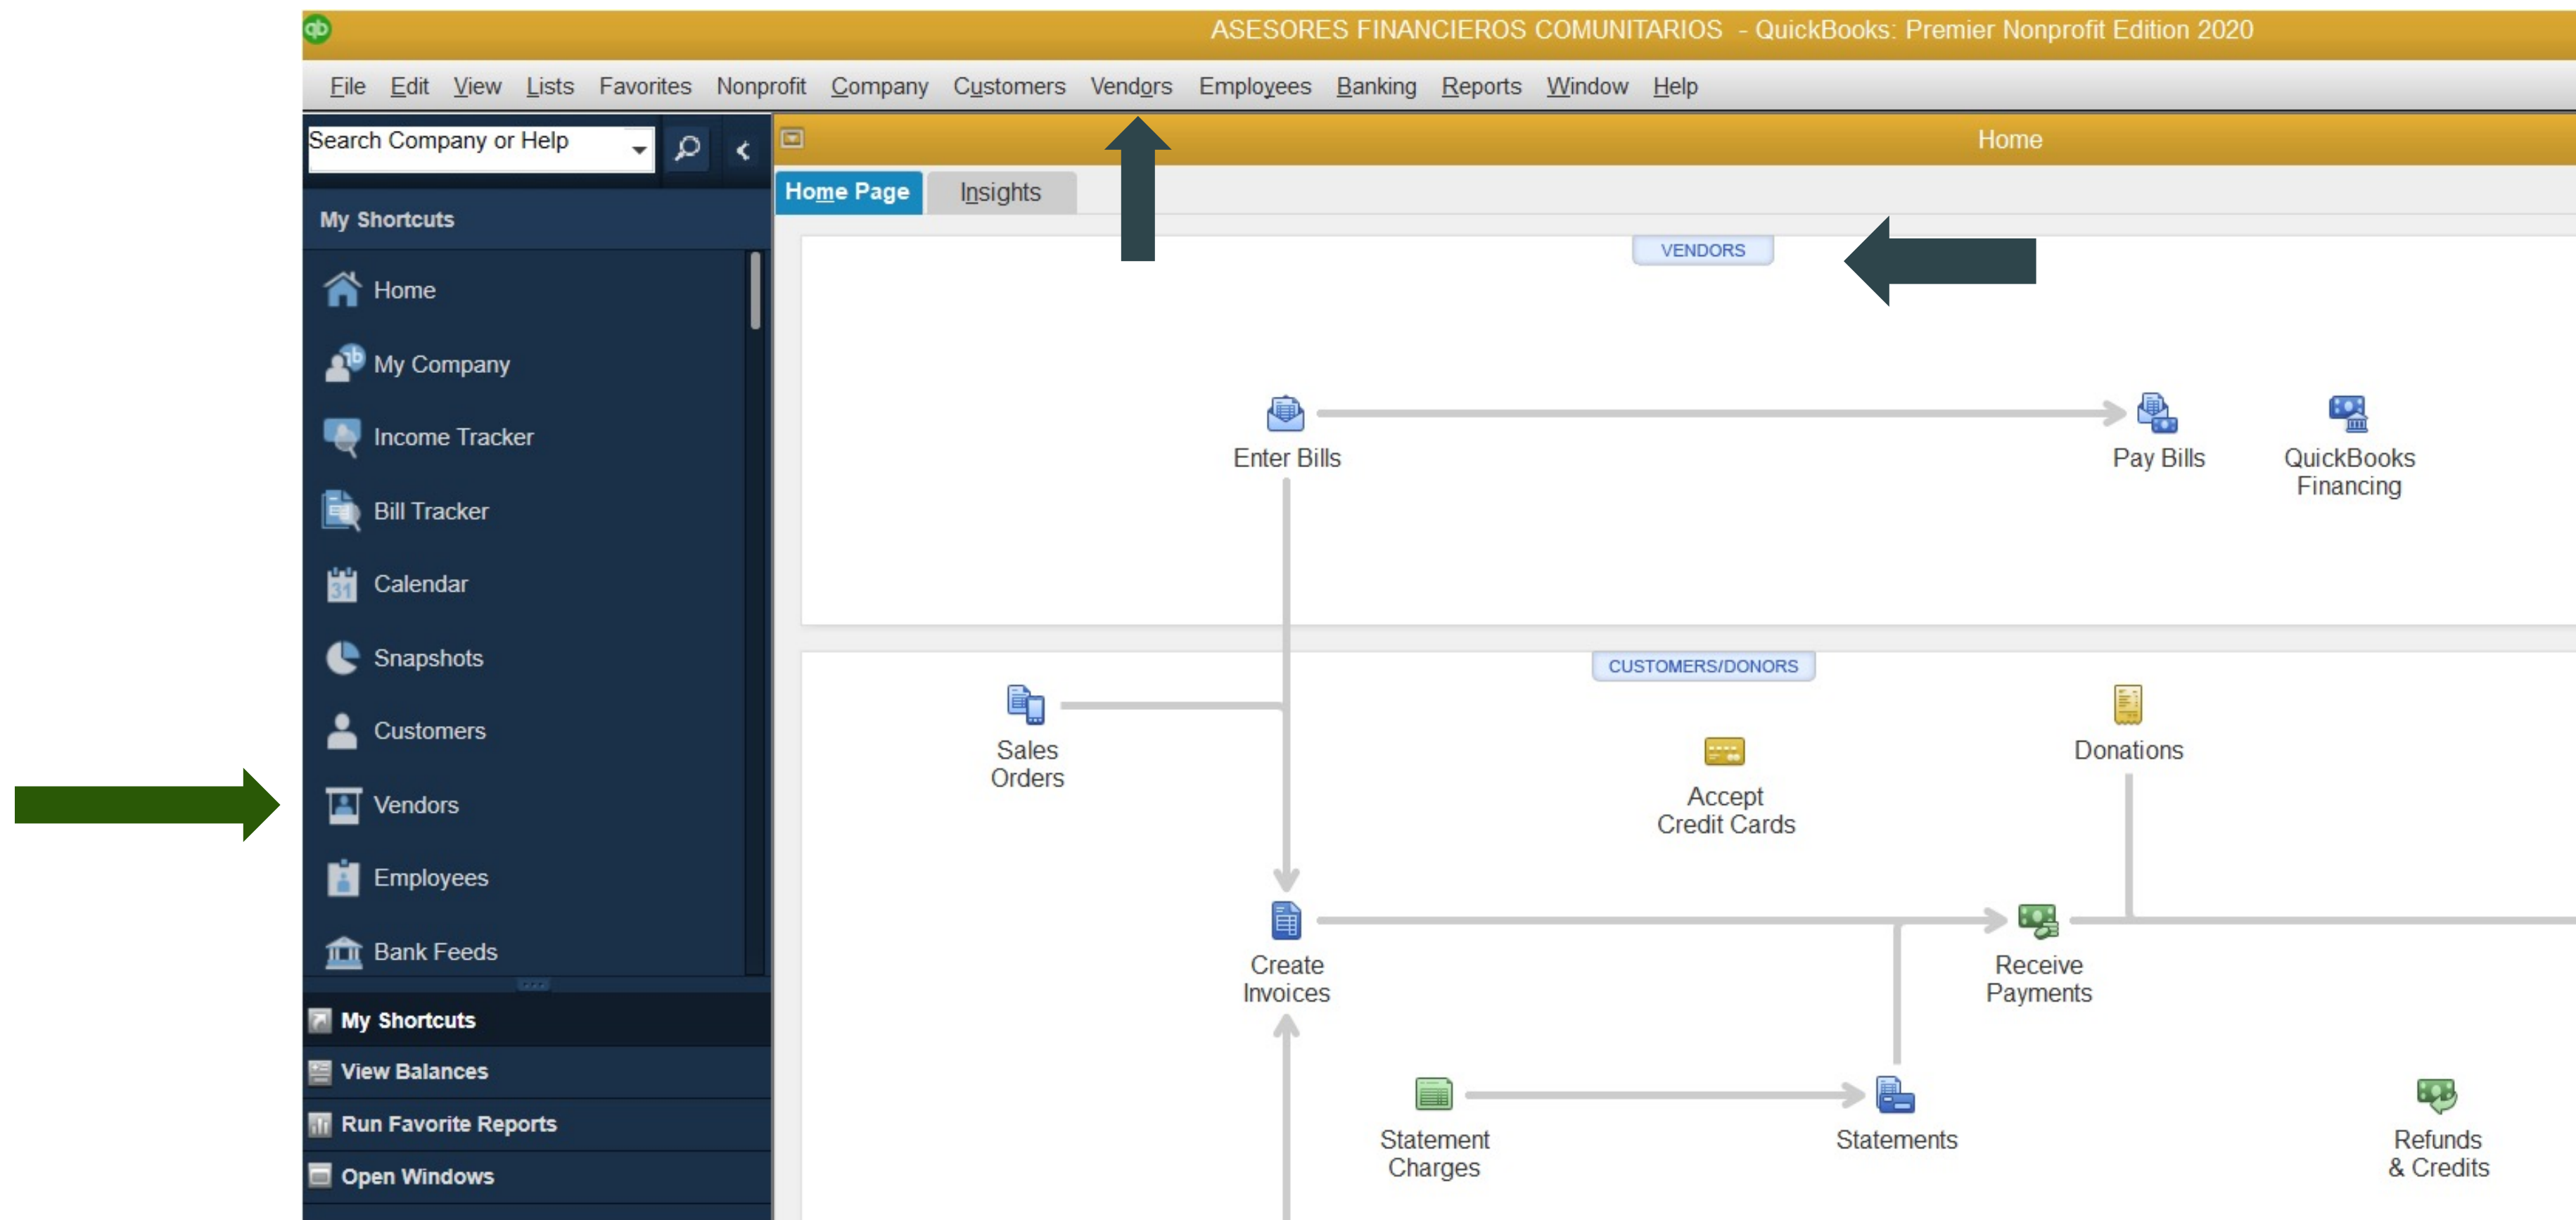 qb
ASESORES FINANCIEROS COMUNITARIOS - QuickBooks: Premier Nonprofit Edition 2020
File Edit View Lists Favorites Nonprofit Company Customers Vendors Employees Banking Reports Window Help
Search Company or Help
Home
Home Page Insights
My Shortcuts
Home
My Company
Income Tracker
Bill Tracker
31
Calendar
Snapshots
Customers
Vendors
Employees
Bank Feeds
My Shortcuts
View Balances
Run Favorite Reports
Open Windows
VENDORS
Enter Bills
Pay Bills
QuickBooks
Financing
CUSTOMERS/DONORS
Sales
Orders
Accept
Credit Cards
Donations
Create
Invoices
Receive
Payments
Statement
Charges
Statements
Refunds
& Credits